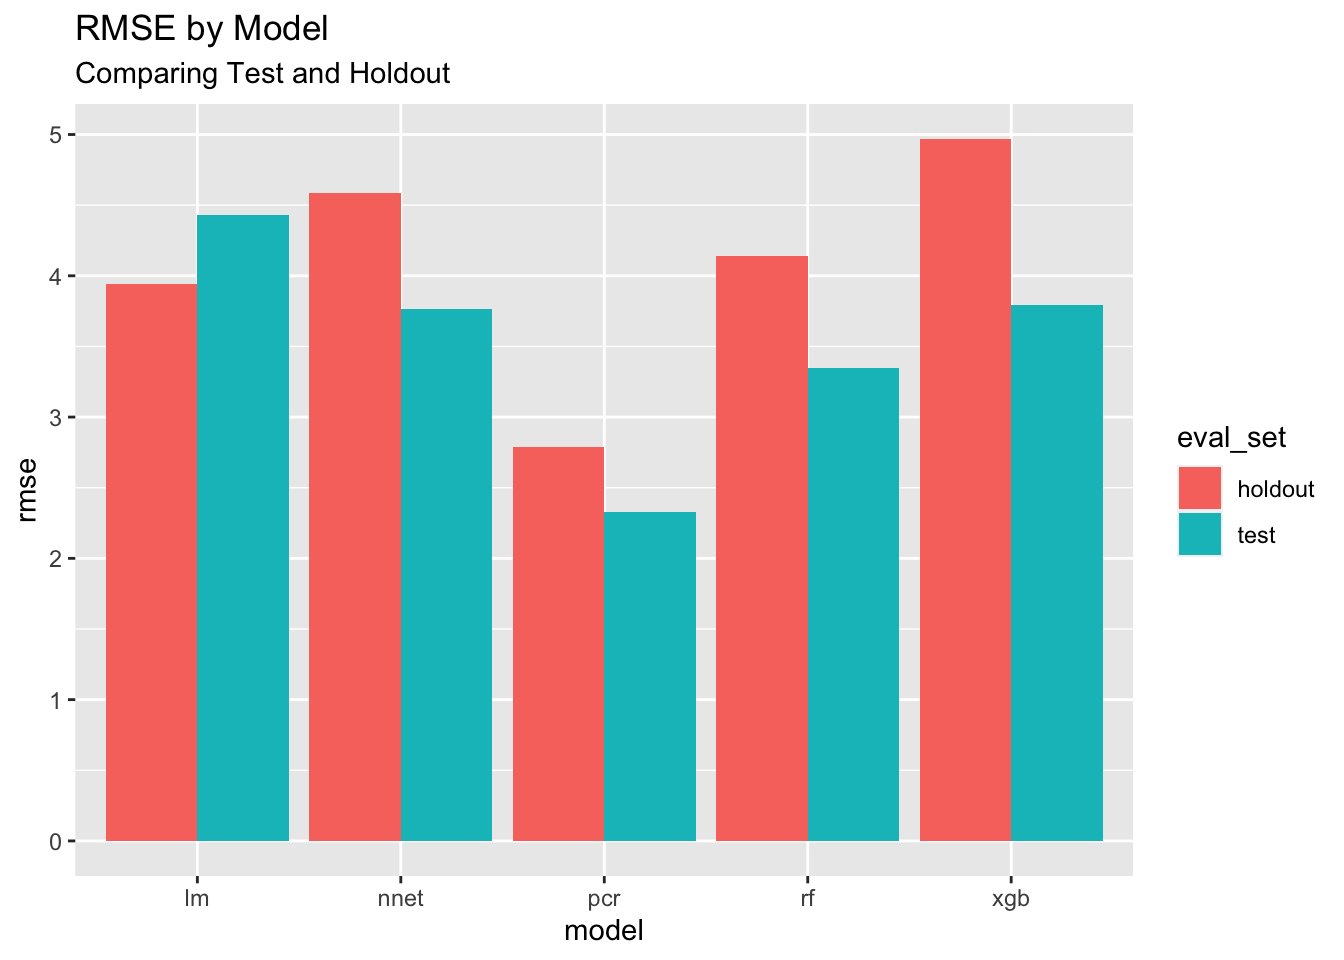 RMSE by Model
Comparing Test and Holdout
5
4
3
2
1
0
rmse
lm
nnet
pcr
rf
xgb
model
eval_set
holdout
test